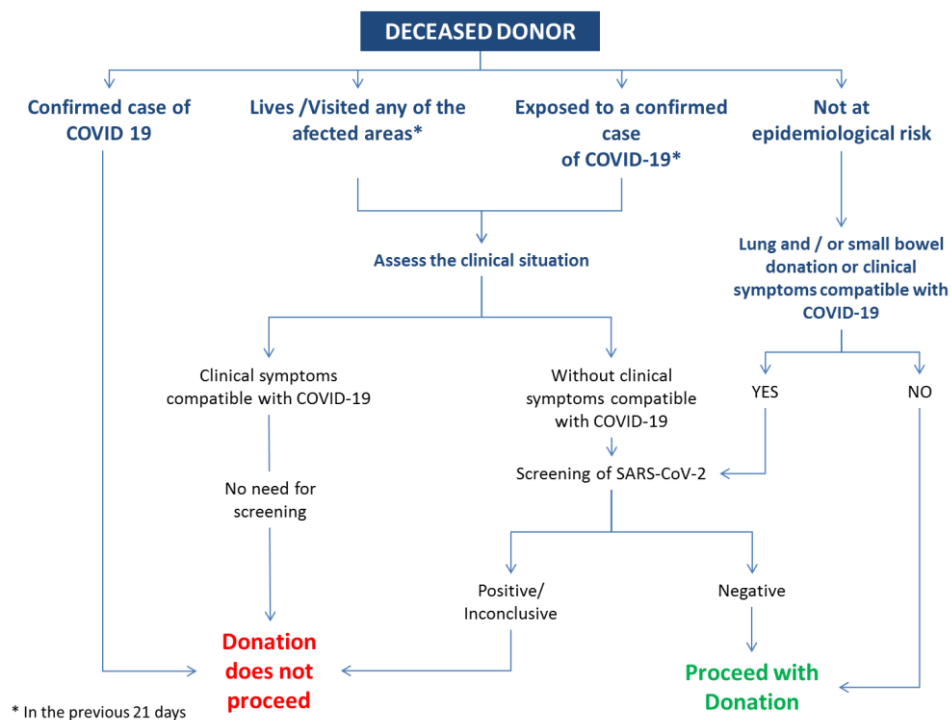 DECEASED DONOR
Confirmed case of
COVID 19
Lives /Visited any of the
afected areas*
Exposed to a confirmed
case
of COVID-19*
Not at
epidemiological risk
Assess the clinical situation
Lung and / or small bowel
donation or clinical
symptoms compatible with
COVID-19
Clinical symptoms
compatible with COVID-19
Without clinical
symptoms compatible
with COVID-19
YES
NO
No need for
screening
Screening of SARS-CoV-2
Positive/
Inconclusive
Negative
Donation
does not
proceed
Proceed with
Donation
* In the previous 21 days